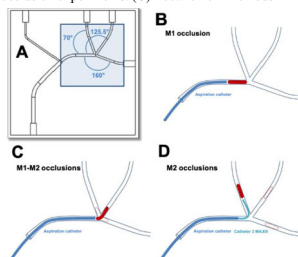 A
70°
125.5°
160°
B
M1 occlusion
Aspiration catheter
C
M1-M2 occlusions
Aspiration catheter
D
M2 occlusions
Aspiration catheter
Catheter 2 MAX®